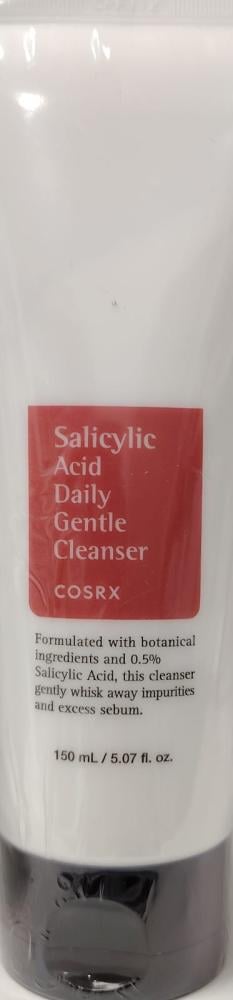 Salicylic
Acid
Daily
Gentle
Cleanser
COSRX
Formulated with botanical
ingredients and 0.5%
Salicylic Acid, this cleanser
gently whisk away impurities
and excess sebum.
150 mL / 5.07 fl. oz.